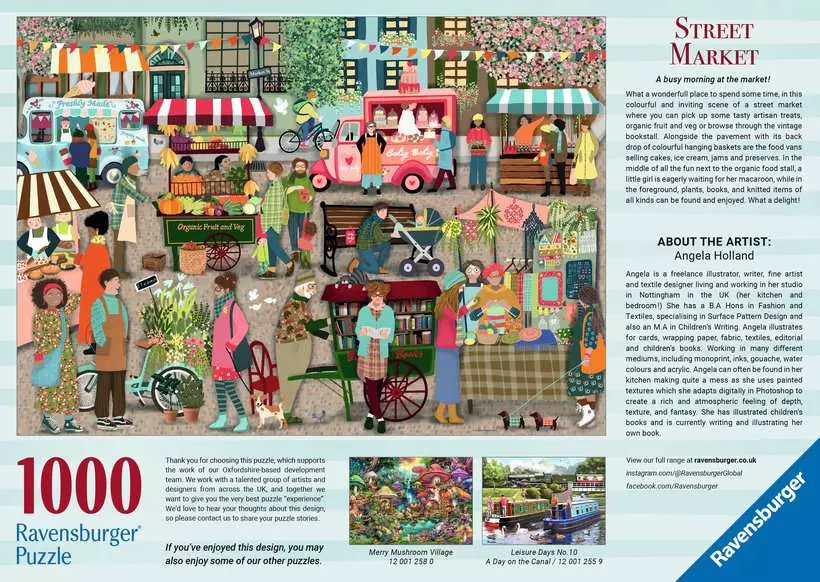 STREET
MARKET
A busy morning at the market!
What a wonderfull place to spend some time, in this
colourful and inviting scene of a street market
where you can pick up some tasty artisan treats,
organic fruit and veg or browse through the vintage
bookstall. Alongside the pavement with its back
drop of colourful hanging baskets are the food vans
selling cakes, ice cream, jams and preserves. In the
middle of all the fun next to the organic food stall, a
little girl is eagerly waiting for her macaroon, while in
the foreground, plants, books, and knitted items of
all kinds can be found and enjoyed. What a delight!
ABOUT THE ARTIST:
Angela Holland
Angela is a freelance illustrator, writer, fine artist
and textile designer living and working in her studio
in Nottingham in the UK (her kitchen and
bedroom!) She has a B.A Hons in Fashion and
Textiles, specialising in Surface Pattern Design and
also an M.A in Children's Writing. Angela illustrates
for cards, wrapping paper, fabric, textiles, editorial
and children's books. Working in many different
mediums, including monoprint, inks, gouache, water
colours and acrylic. Angela can often be found in her
kitchen making quite a mess as she uses painted
textures which she adapts digitally in Photoshop to
create a rich and atmospheric feeling of depth,
texture, and fantasy. She has illustrated children's
books and is currently writing and illustrating her
own book.
View our full range at ravensburger.co.uk
instagram.com/@RavensburgerGlobal
facebook.com/Ravensburger
Ravensburger
Freshly Made
Market
Organic Fruit and Veg
Books
1000
Ravensburger®
Puzzle
Thank you for choosing this puzzle, which supports
the work of our Oxfordshire-based development
team. We work with a talented group of artists and
designers from across the UK, and together we
want to give you the very best puzzle "experience".
We'd love to hear your thoughts about this design,
so please contact us to share your puzzle stories.
If you've enjoyed this design, you may
also enjoy some of our other puzzles.
Merry Mushroom Village
12 001 258 0
Leisure Days No.10
A Day on the Canal / 12 001 255 9